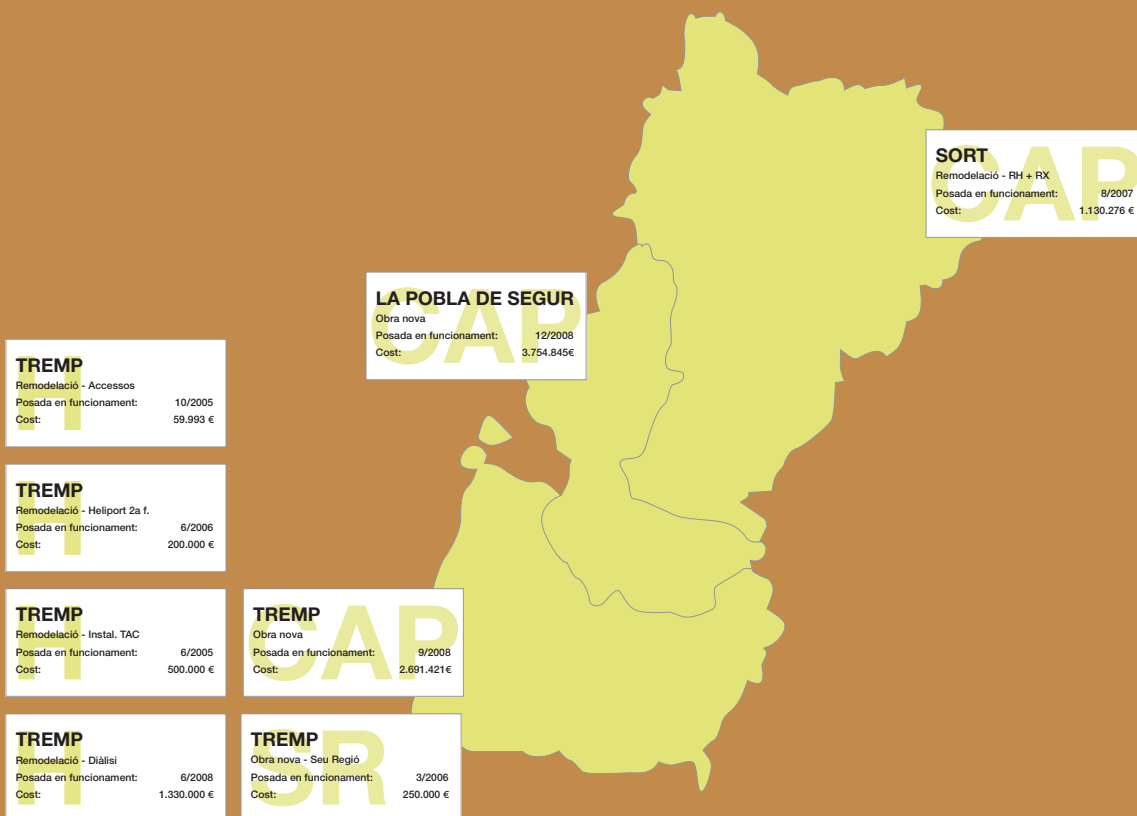 CAP
SORT
Remodelació - RH + RX
Posada en funcionament: 8/2007
Cost: 1.130.276 €
CAP
LA POBLA DE SEGUR
Obra nova
Posada en funcionament: 12/2008
Cost: 3.754.845€
H
TREMP
Remodelació - Accessos
Posada en funcionament: 10/2005
Cost: 59.993 €
H
TREMP
Remodelació - Heliport 2a f.
Posada en funcionament: 6/2006
Cost: 200.000 €
H
TREMP
Remodelació - Instal. TAC
Posada en funcionament: 6/2005
Cost: 500.000 €
CAP
TREMP
Obra nova
Posada en funcionament: 9/2008
Cost: 2.691.421€
H
TREMP
Remodelació - Diàlisi
Posada en funcionament: 6/2008
Cost: 1.330.000 €
SR
TREMP
Obra nova - Seu Regió
Posada en funcionament: 3/2006
Cost: 250.000 €